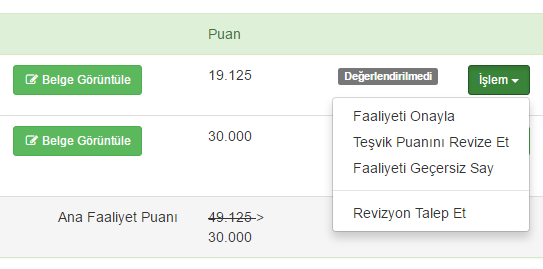 Puan
Belge Görüntüle 19.125 Değerlendirilmedi İşlem
Faaliyeti Onayla
Belge Görüntüle 30.000 Teşvik Puanını Revize Et
Faaliyeti Geçersiz Say
Ana Faaliyet Puanı 49.125 -> Revizyon Talep Et
30.000